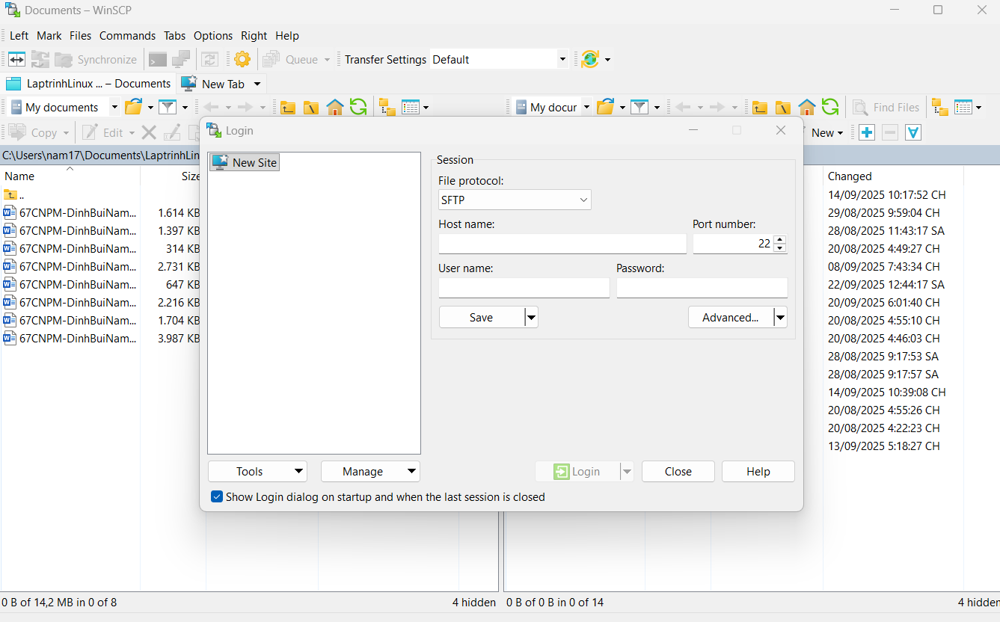 Documents – WinSCP
Left Mark Files Commands Tabs Options Right Help
Synchronize Queue Transfer Settings Default
LaptrinhLinux ... – Documents New Tab
My documents My docur Find Files
Copy Edit New
C:\Users\nam17\Documents\LaptrinhLin
Name Size
..
67CNPM-DinhBuiNam... 1.614 KB
67CNPM-DinhBuiNam... 1.397 KB
67CNPM-DinhBuiNam... 314 KB
67CNPM-DinhBuiNam... 2.731 KB
67CNPM-DinhBuiNam... 647 KB
67CNPM-DinhBuiNam... 2.216 KB
67CNPM-DinhBuiNam... 1.704 KB
67CNPM-DinhBuiNam... 3.987 KB
Login
New Site
Session
File protocol:
SFTP
Host name: Port number:
22
User name: Password:
Save Advanced...
Tools Manage Login Close Help
Show Login dialog on startup and when the last session is closed
Changed
14/09/2025 10:17:52 CH
29/08/2025 9:59:04 CH
28/08/2025 11:43:17 SA
20/08/2025 4:49:27 CH
08/09/2025 7:43:34 CH
22/09/2025 12:44:17 SA
20/09/2025 6:01:40 CH
20/08/2025 4:55:10 CH
20/08/2025 4:46:03 CH
28/08/2025 9:17:53 SA
28/08/2025 9:17:57 SA
14/09/2025 10:39:08 CH
20/08/2025 4:55:26 CH
20/08/2025 4:22:23 CH
13/09/2025 5:18:27 CH
0 B of 14,2 MB in 0 of 8 4 hidden 0 B of 0 B in 0 of 14 4 hidden